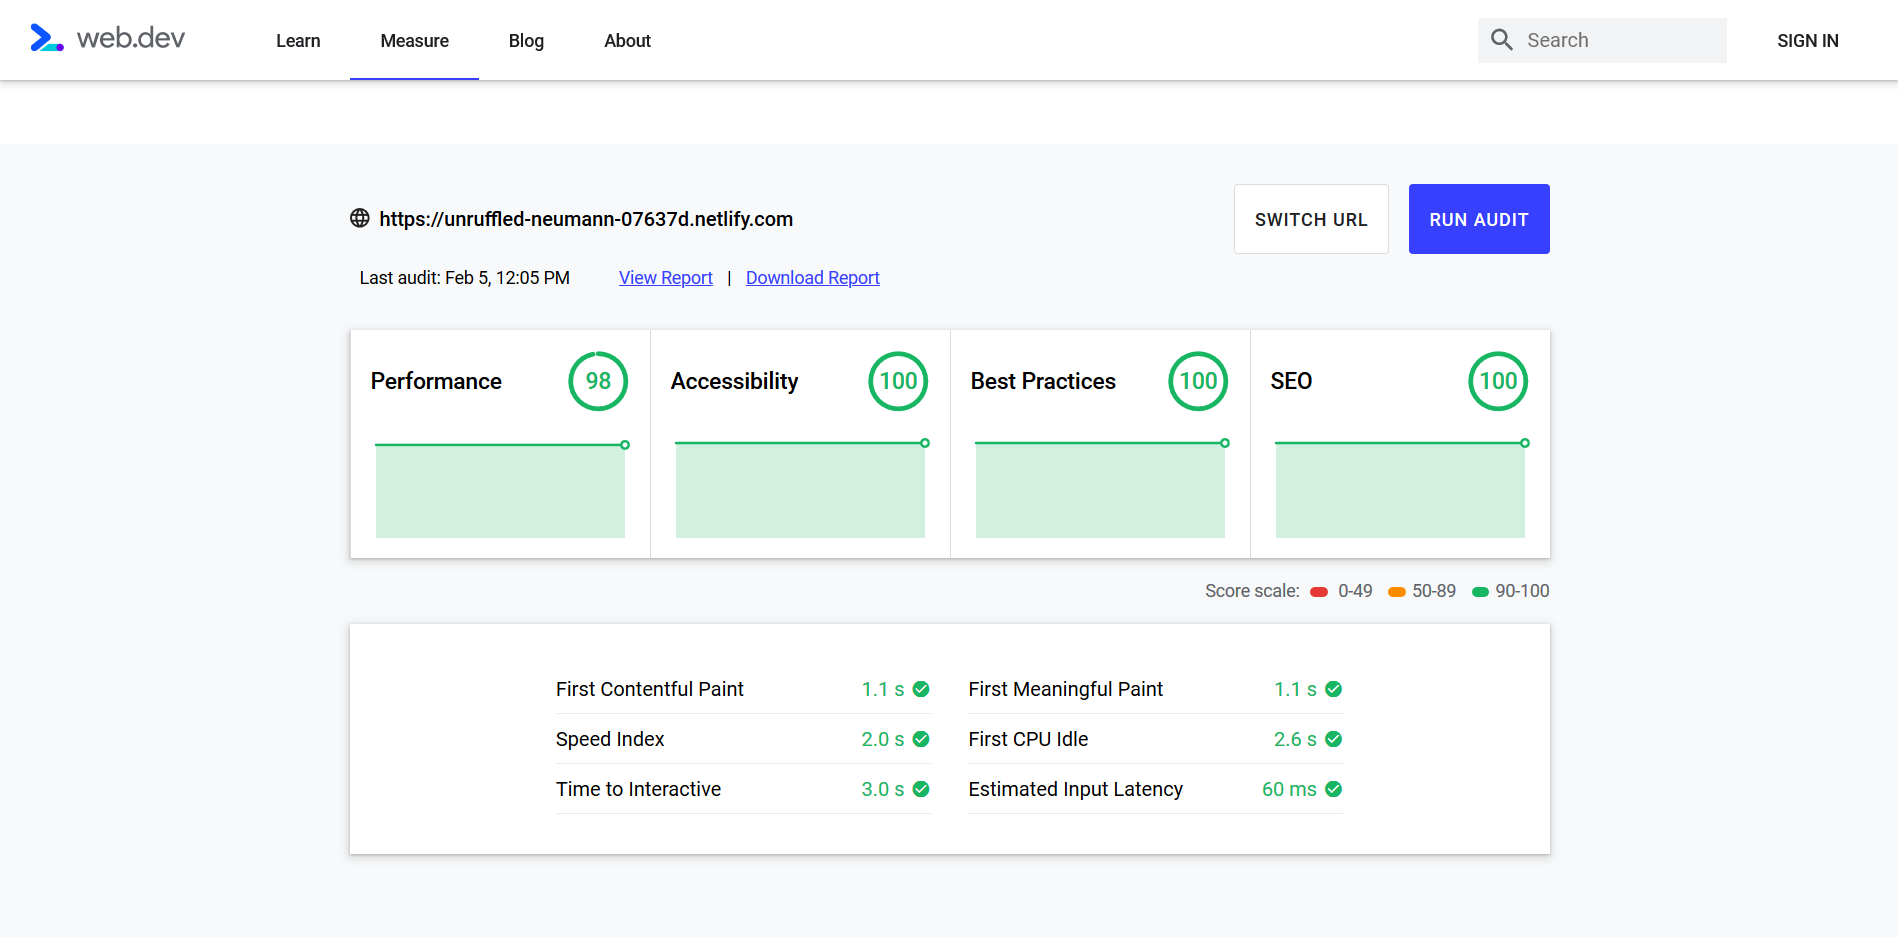 web.dev Learn Measure Blog About Search SIGN IN
https://unruffled-neumann-07637d.netlify.com SWITCH URL RUN AUDIT
Last audit: Feb 5, 12:05 PM View Report | Download Report
Performance 98 Accessibility 100 Best Practices 100 SEO 100
Score scale: 0-49 50-89 90-100
First Contentful Paint 1.1 s First Meaningful Paint 1.1 s
Speed Index 2.0 s First CPU Idle 2.6 s
Time to Interactive 3.0 s Estimated Input Latency 60 ms